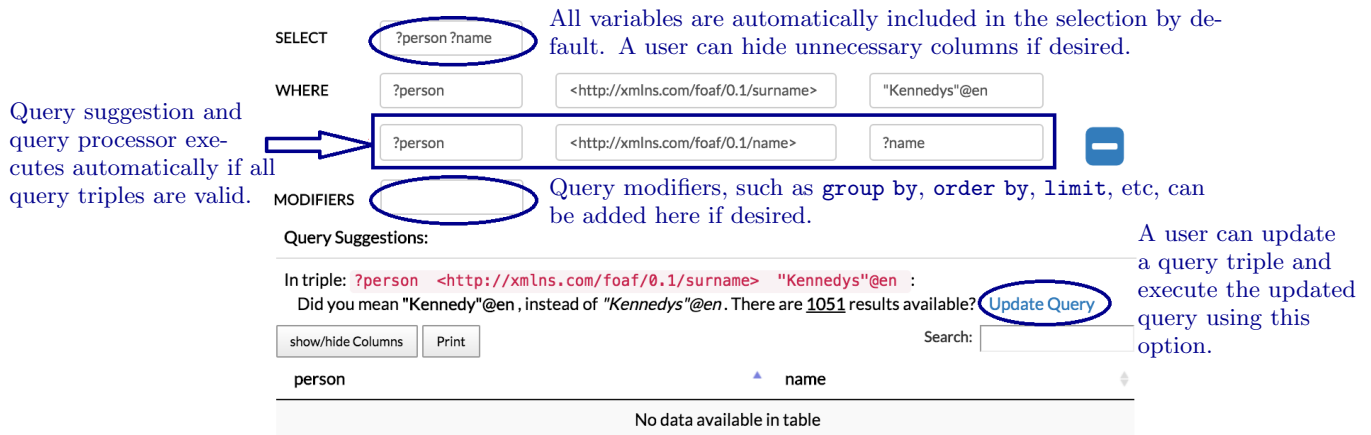 All variables are automatically included in the selection by de-
fault. A user can hide unnecessary columns if desired.
SELECT ?person ?name
WHERE ?person <http://xmlns.com/foaf/0.1/surname> "Kennedys"@en
Query suggestion and
query processor exe-
cutes automatically if all
query triples are valid.
?person <http://xmlns.com/foaf/0.1/name> ?name
MODIFIERS
Query modifiers, such as group by, order by, limit, etc, can
be added here if desired.
Query Suggestions:
A user can update
a query triple and
execute the updated
query using this
option.
In triple: ?person <http://xmlns.com/foaf/0.1/surname> "Kennedys"@en :
Did you mean "Kennedy"@en , instead of "Kennedys"@en . There are 1051 results available? Update Query
show/hide Columns Print Search:
person name
No data available in table